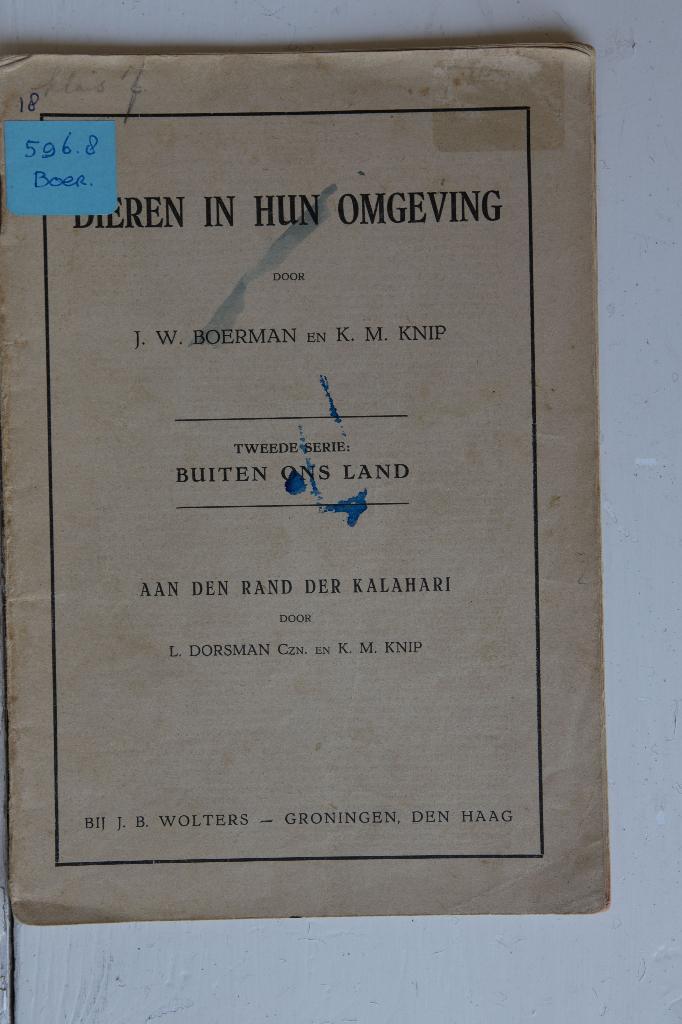 18
596.8
Boer.
DIEREN IN HUN OMGEVING
DOOR
J. W. BOERMAN EN K. M. KNIP
TWEEDE SERIE:
BUITEN ONS LAND
AAN DEN RAND DER KALAHARI
DOOR
L. DORSMAN CZN. EN K. M. KNIP
BIJ J. B. WOLTERS — GRONINGEN, DEN HAAG